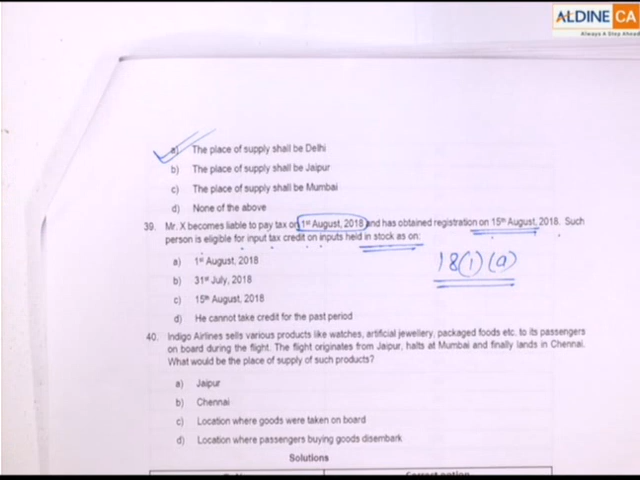 ALDINE CA
Always A Step Ahead
a) The place of supply shall be Delhi
b) The place of supply shall be Jaipur
c) The place of supply shall be Mumbai
d) None of the above
39. Mr. X becomes liable to pay tax on 1st August, 2018 and has obtained registration on 15th August, 2018. Such
person is eligible for input tax credit on inputs held in stock as on:
a) 1st August, 2018
18(1)(a)
b) 31st July, 2018
c) 15th August, 2018
d) He cannot take credit for the past period
40. Indigo Airlines sells various products like watches, artificial jewellery, packaged foods etc. to its passengers
on board during the flight. The flight originates from Jaipur, halts at Mumbai and finally lands in Chennai.
What would be the place of supply of such products?
a) Jaipur
b) Chennai
c) Location where goods were taken on board
d) Location where passengers buying goods disembark
Solutions
Correct option